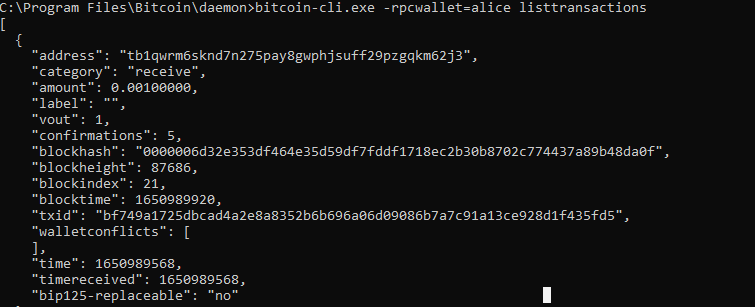 C:\Program Files\Bitcoin\daemon>bitcoin-cli.exe -rpcwallet=alice listtransactions
[
  {
    "address": "tb1qwrm6sknd7n275pay8gwphjsuff29pzgqkm62j3",
    "category": "receive",
    "amount": 0.00100000,
    "label": "",
    "vout": 1,
    "confirmations": 5,
    "blockhash": "0000006d32e353df464e35d59df7fddf1718ec2b30b8702c774437a89b48da0f",
    "blockheight": 87686,
    "blockindex": 21,
    "blocktime": 1650989920,
    "txid": "bf749a1725dbcad4a2e8a8352b6b696a06d09086b7a7c91a13ce928d1f435fd5",
    "walletconflicts": [
    ],
    "time": 1650989568,
    "timereceived": 1650989568,
    "bip125-replaceable": "no"